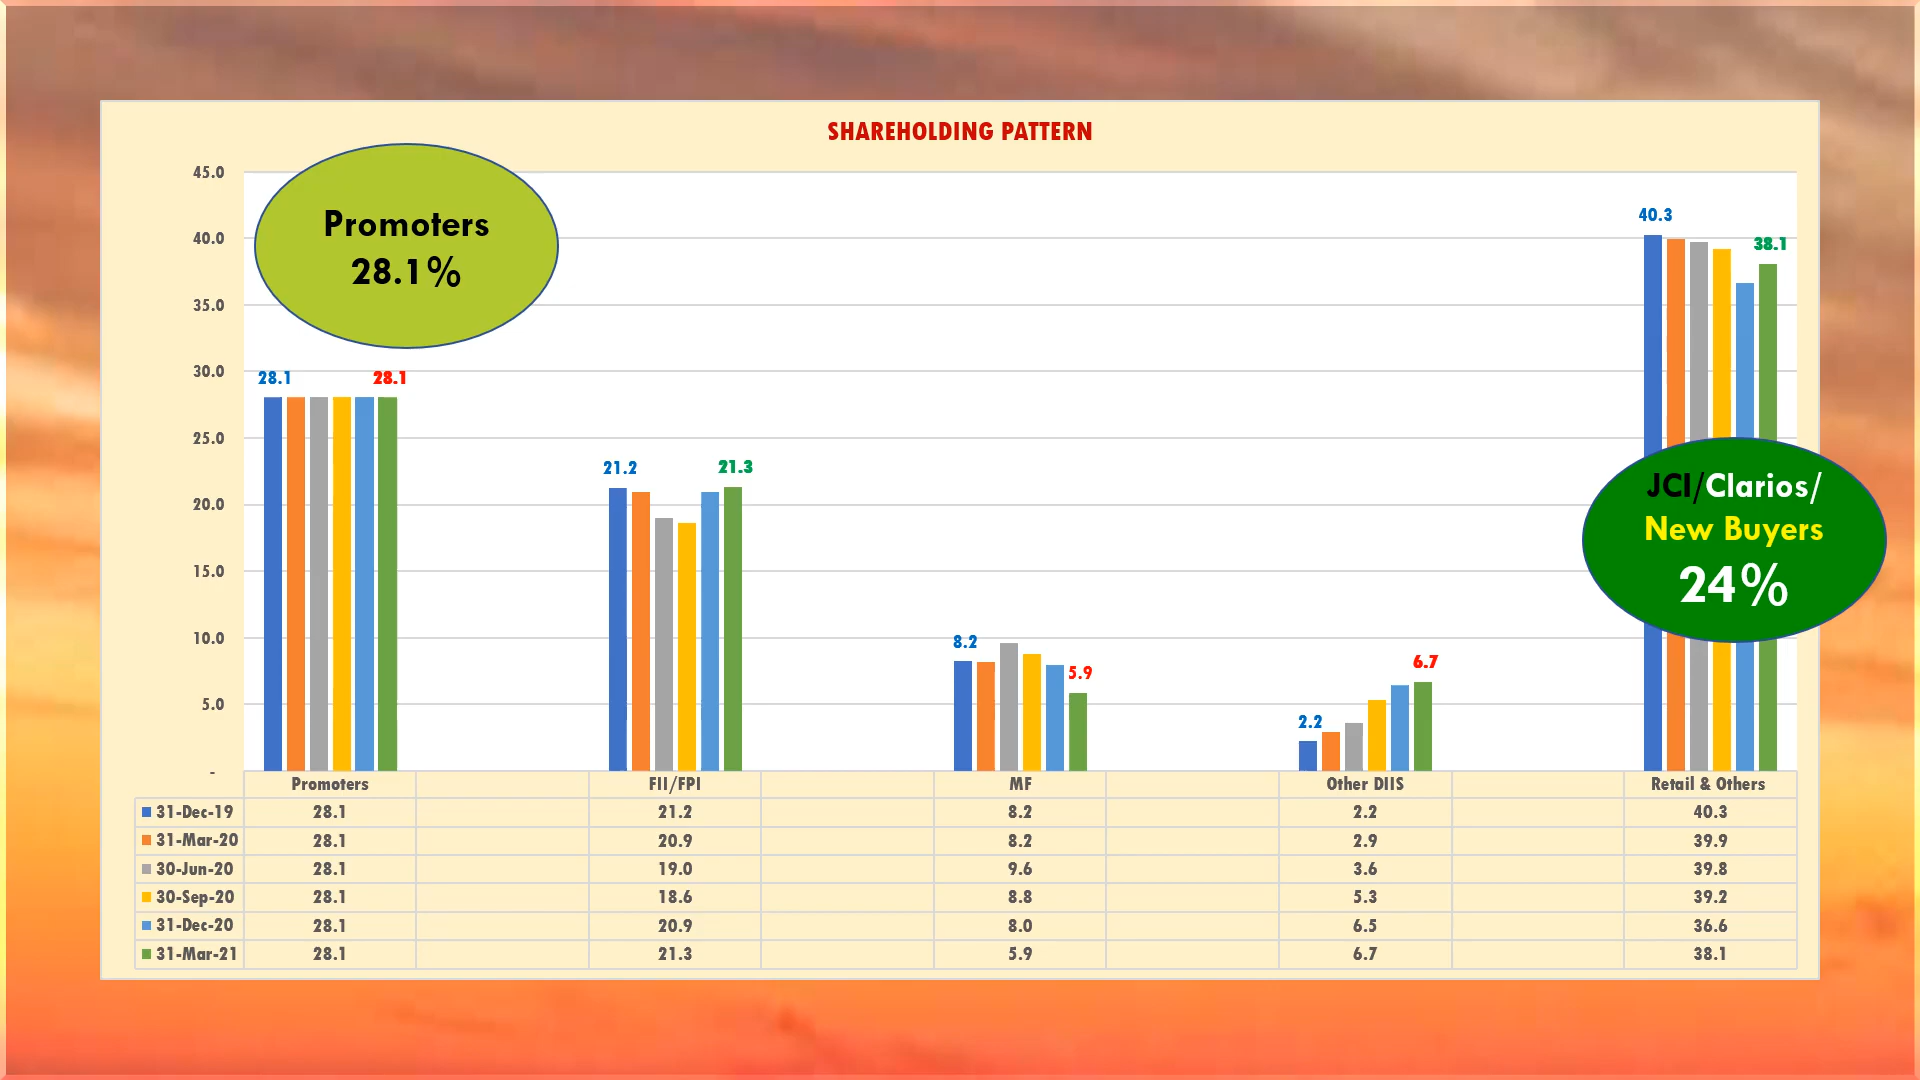 SHAREHOLDING PATTERN
45.0
40.0
35.0
30.0
25.0
20.0
15.0
10.0
5.0
-
Promoters
28.1%
28.1 28.1
21.2 21.3
8.2 5.9
2.2 6.7
40.3 38.1
JCI/Clarios/
New Buyers
24%
Promoters FII/FPI MF Other DIIS Retail & Others
31-Dec-19 28.1 21.2 8.2 2.2 40.3
31-Mar-20 28.1 20.9 8.2 2.9 39.9
30-Jun-20 28.1 19.0 9.6 3.6 39.8
30-Sep-20 28.1 18.6 8.8 5.3 39.2
31-Dec-20 28.1 20.9 8.0 6.5 36.6
31-Mar-21 28.1 21.3 5.9 6.7 38.1